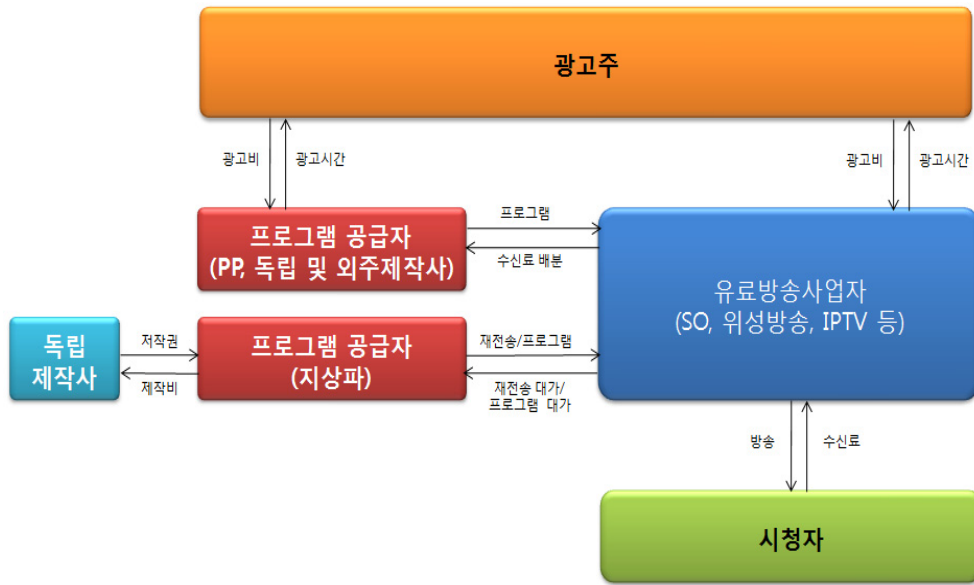 광고주
광고비
광고시간
광고비
광고시간
프로그램 공급자
(PP, 독립 및 외주제작사)
프로그램
수신료 배분
유료방송사업자
(SO, 위성방송, IPTV 등)
독립
제작사
저작권
제작비
프로그램 공급자
(지상파)
재전송/프로그램
재전송 대가/
프로그램 대가
방송
수신료
시청자